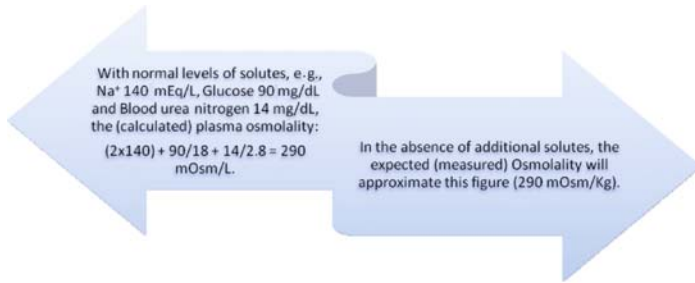 With normal levels of solutes, e.g.,
Na⁺ 140 mEq/L, Glucose 90 mg/dL
and Blood urea nitrogen 14 mg/dL,
the (calculated) plasma osmolality:
(2x140) + 90/18 + 14/2.8 = 290
mOsm/L.
In the absence of additional solutes, the
expected (measured) Osmolality will
approximate this figure (290 mOsm/Kg).